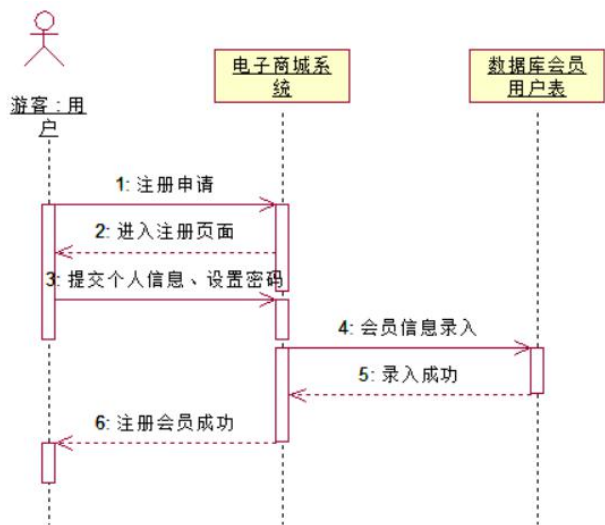 电子商城系
统
数据库会员
用户表
游客 : 用
户
1: 注册申请
2: 进入注册页面
3: 提交个人信息、设置密码
4: 会员信息录入
5: 录入成功
6: 注册会员成功